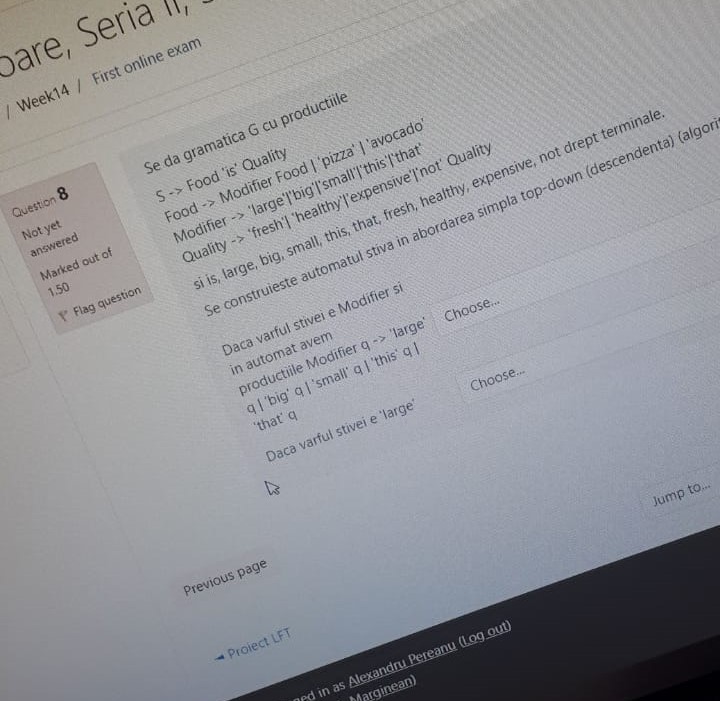 oare, Seria II,
/ Week14 / First online exam
Question 8
Not yet
answered
Marked out of
1.50
Flag question
Se da gramatica G cu productiile
S -> Food 'is' Quality
Food -> Modifier Food | 'pizza' | 'avocado'
Modifier -> 'large'|'big'|'small'|'this'|'that'
Quality -> 'fresh'| 'healthy'|'expensive'|'not' Quality
si is, large, big, small, this, that, fresh, healthy, expensive, not drept terminale.
Se construieste automatul stiva in abordarea simpla top-down (descendenta)
Daca varful stivei e Modifier si
in automat avem
productiile Modifier q -> 'large'
q | 'big' q | 'small' q | 'this' q |
'that' q
Choose...
Daca varful stivei e 'large'
Choose...
Previous page
Jump to...
◄ Proiect LFT
ed in as Alexandru Pereanu (Log out)
Marginean)